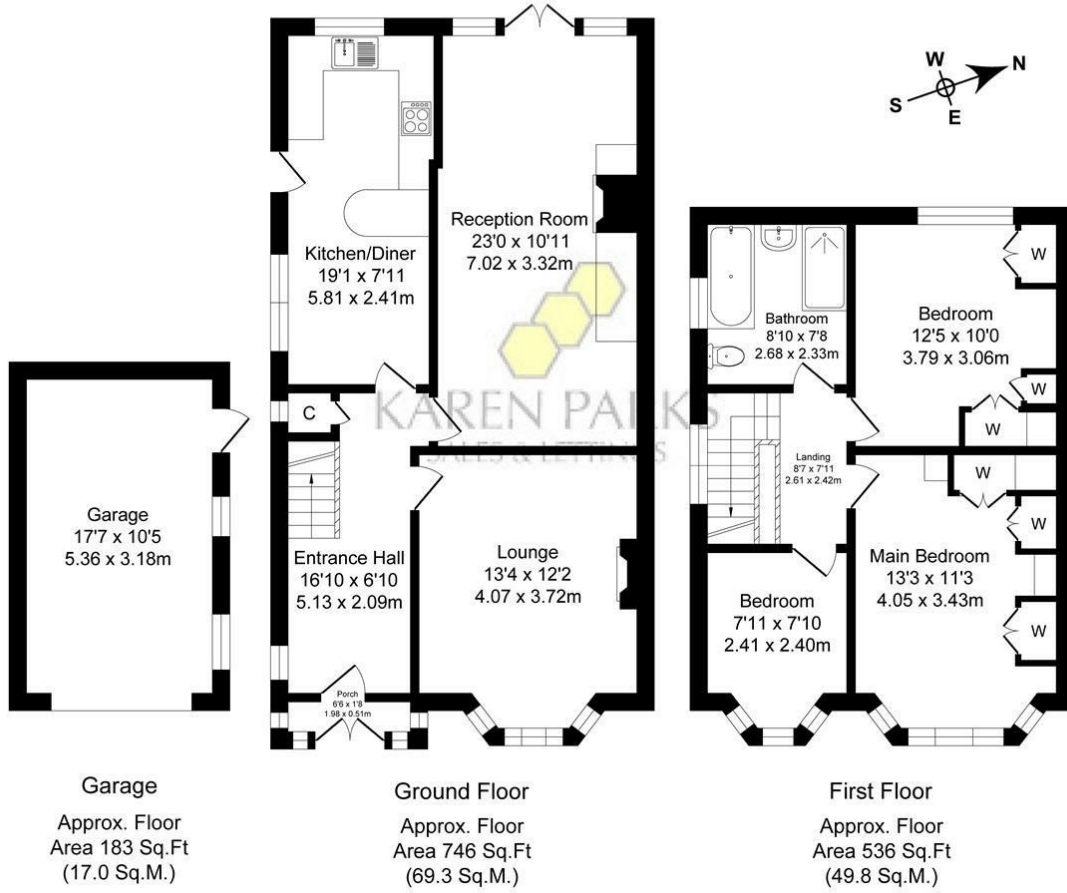 W
N
S
E
Kitchen/Diner
19'1 x 7'11
5.81 x 2.41m
Reception Room
23'0 x 10'11
7.02 x 3.32m
C
KAREN PARKS
SALES & LETTINGS
Garage
17'7 x 10'5
5.36 x 3.18m
Entrance Hall
16'10 x 6'10
5.13 x 2.09m
Lounge
13'4 x 12'2
4.07 x 3.72m
Porch
6'6 x 1'8
1.98 x 0.51m
Bathroom
8'10 x 7'8
2.68 x 2.33m
W
Bedroom
12'5 x 10'0
3.79 x 3.06m
W
W
Landing
8'7 x 7'11
2.61 x 2.42m
W
W
Main Bedroom
13'3 x 11'3
4.05 x 3.43m
W
Bedroom
7'11 x 7'10
2.41 x 2.40m
Garage
Approx. Floor
Area 183 Sq.Ft
(17.0 Sq.M.)
Ground Floor
Approx. Floor
Area 746 Sq.Ft
(69.3 Sq.M.)
First Floor
Approx. Floor
Area 536 Sq.Ft
(49.8 Sq.M.)